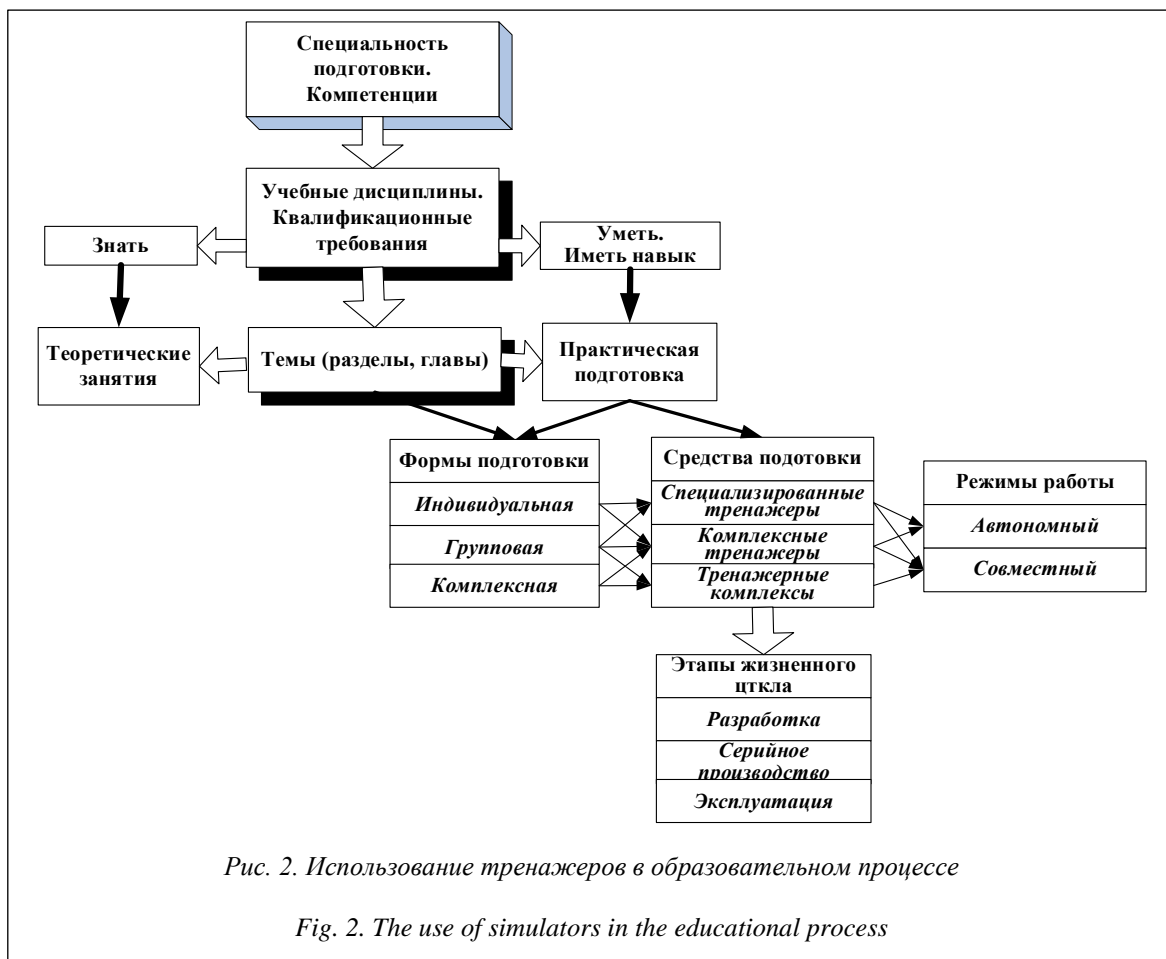 Специальность
подготовки.
Компетенции
Учебные дисциплины.
Квалификационные
требования
Знать
Уметь.
Иметь навык
Теоретические
занятия
Темы (разделы, главы)
Практическая
подготовка
Формы подготовки
Индивидуальная
Групповая
Комплексная
Средства подотовки
Специализированные
тренажеры
Комплексные
тренажеры
Тренажерные
комплексы
Режимы работы
Автономный
Совместный
Этапы жизненного
цткла
Разработка
Серийное
производство
Эксплуатация
Рис. 2. Использование тренажеров в образовательном процессе
Fig. 2. The use of simulators in the educational process